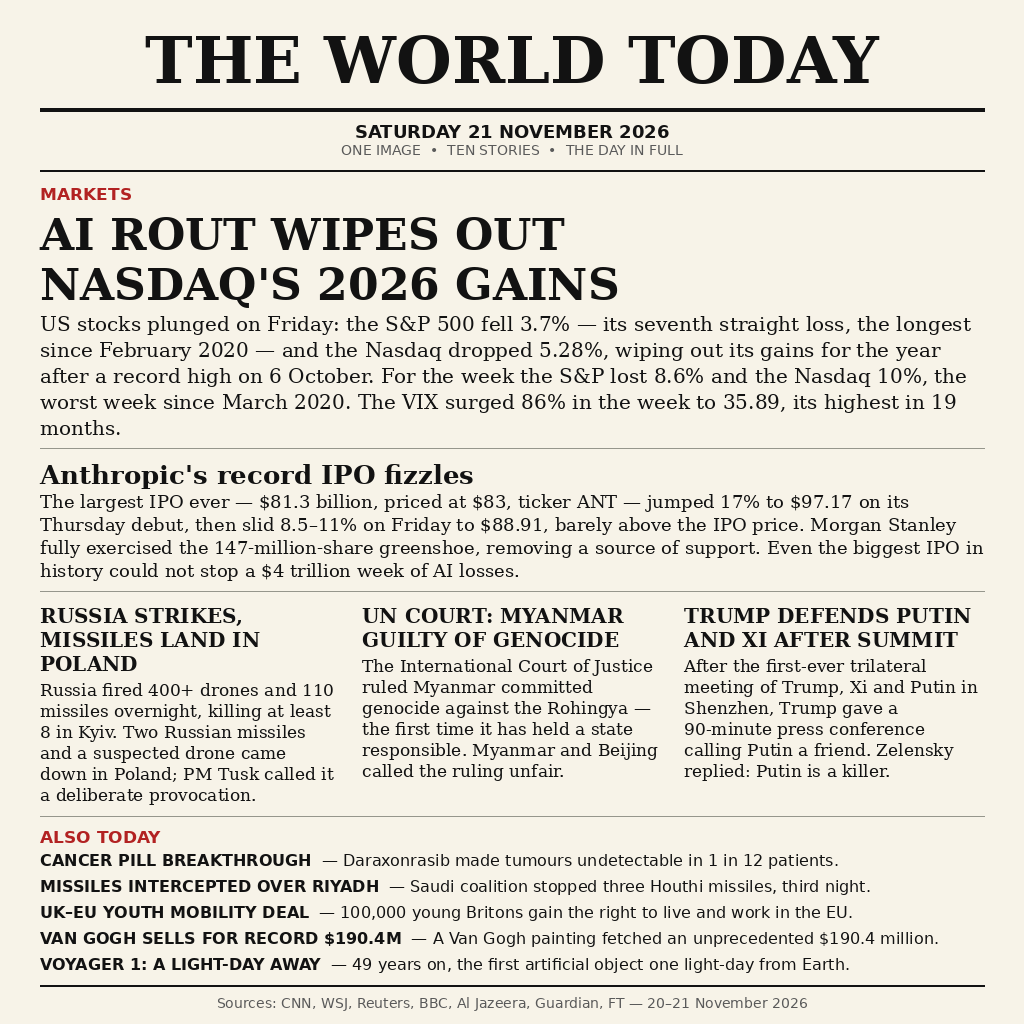 THE WORLD TODAY
SATURDAY 21 NOVEMBER 2026
ONE IMAGE • TEN STORIES • THE DAY IN FULL
MARKETS
AI ROUT WIPES OUT
NASDAQ'S 2026 GAINS
US stocks plunged on Friday: the S&P 500 fell 3.7% — its seventh straight loss, the longest
since February 2020 — and the Nasdaq dropped 5.28%, wiping out its gains for the year
after a record high on 6 October. For the week the S&P lost 8.6% and the Nasdaq 10%, the
worst week since March 2020. The VIX surged 86% in the week to 35.89, its highest in 19
months.
Anthropic's record IPO fizzles
The largest IPO ever — $81.3 billion, priced at $83, ticker ANT — jumped 17% to $97.17 on its
Thursday debut, then slid 8.5–11% on Friday to $88.91, barely above the IPO price. Morgan Stanley
fully exercised the 147-million-share greenshoe, removing a source of support. Even the biggest IPO in
history could not stop a $4 trillion week of AI losses.
RUSSIA STRIKES,
MISSILES LAND IN
POLAND
Russia fired 400+ drones and 110
missiles overnight, killing at least
8 in Kyiv. Two Russian missiles
and a suspected drone came
down in Poland; PM Tusk called it
a deliberate provocation.
UN COURT: MYANMAR
GUILTY OF GENOCIDE
The International Court of Justice
ruled Myanmar committed
genocide against the Rohingya —
the first time it has held a state
responsible. Myanmar and Beijing
called the ruling unfair.
TRUMP DEFENDS PUTIN
AND XI AFTER SUMMIT
After the first-ever trilateral
meeting of Trump, Xi and Putin in
Shenzhen, Trump gave a
90-minute press conference
calling Putin a friend. Zelensky
replied: Putin is a killer.
ALSO TODAY
CANCER PILL BREAKTHROUGH — Daraxonrasib made tumours undetectable in 1 in 12 patients.
MISSILES INTERCEPTED OVER RIYADH — Saudi coalition stopped three Houthi missiles, third night.
UK–EU YOUTH MOBILITY DEAL — 100,000 young Britons gain the right to live and work in the EU.
VAN GOGH SELLS FOR RECORD $190.4M — A Van Gogh painting fetched an unprecedented $190.4 million.
VOYAGER 1: A LIGHT-DAY AWAY — 49 years on, the first artificial object one light-day from Earth.
Sources: CNN, WSJ, Reuters, BBC, Al Jazeera, Guardian, FT — 20–21 November 2026